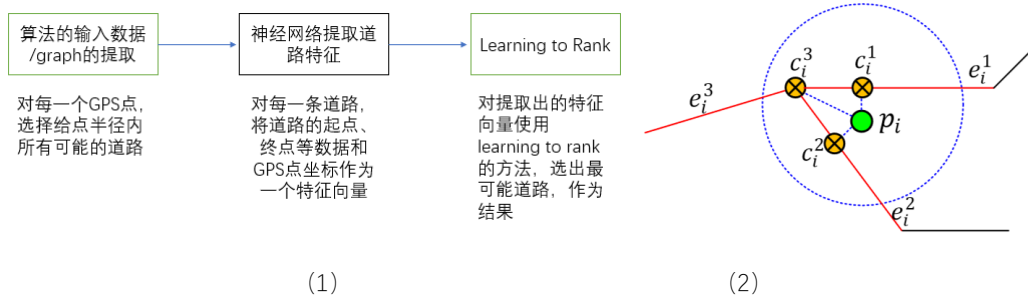 算法的输入数据
/graph的提取
神经网络提取道
路特征
Learning to Rank
对每一个GPS点，
选择给点半径内
所有可能的道路
对每一条道路，
将道路的起点、
终点等数据和
GPS点坐标作为
一个特征向量
对提取出的特征
向量使用
learning to rank
的方法，选出最
可能道路，作为
结果
(1)
c_i^3
c_i^1
e_i^1
e_i^3
p_i
c_i^2
e_i^2
(2)